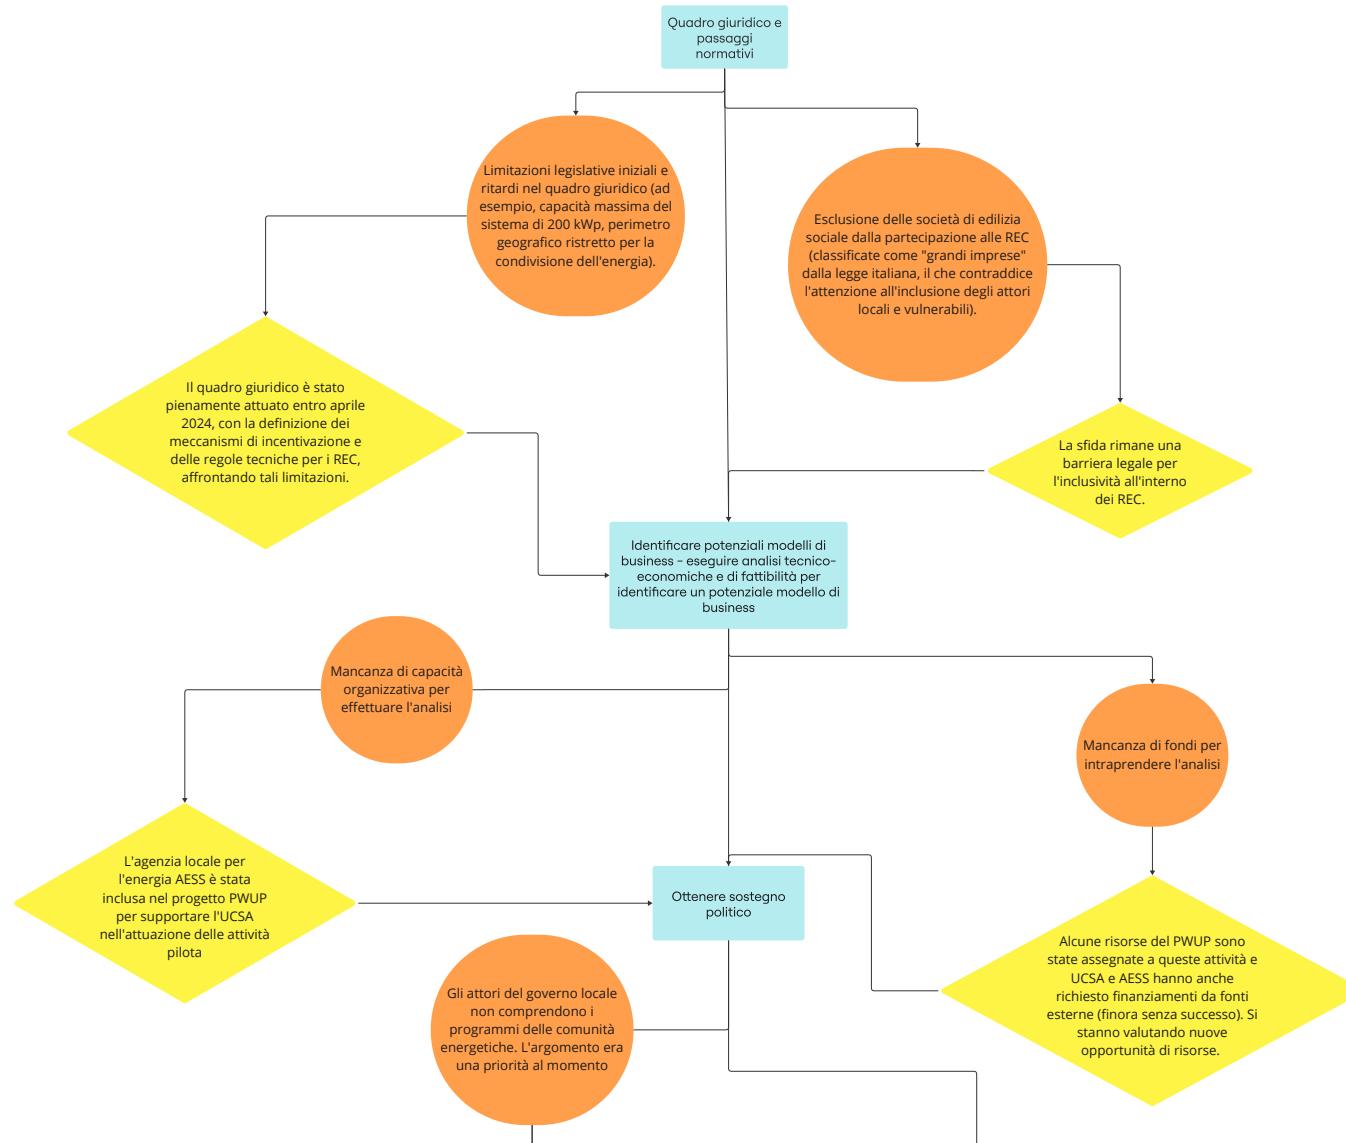 Quadro giuridico e
passaggi
normativi
Limitazioni legislative iniziali e
ritardi nel quadro giuridico (ad
esempio, capacità massima del
sistema di 200 kWp, perimetro
geografico ristretto per la
condivisione dell'energia).
Esclusione delle società di edilizia
sociale dalla partecipazione alle REC
(classificate come "grandi imprese"
dalla legge italiana, il che contraddice
l'attenzione all'inclusione degli attori
locali e vulnerabili).
Il quadro giuridico è stato
pienamente attuato entro aprile
2024, con la definizione dei
meccanismi di incentivazione e
delle regole tecniche per i REC,
affrontando tali limitazioni.
La sfida rimane una
barriera legale per
l'inclusività all'interno
dei REC.
Identificare potenziali modelli di
business - eseguire analisi tecnico-
economiche e di fattibilità per
identificare un potenziale modello di
business
Mancanza di capacità
organizzativa per
effettuare l'analisi
Mancanza di fondi per
intraprendere l'analisi
L'agenzia locale per
l'energia AESS è stata
inclusa nel progetto PWUP
per supportare l'UCSA
nell'attuazione delle attività
pilota
Ottenere sostegno
politico
Alcune risorse del PWUP sono
state assegnate a queste attività e
UCSA e AESS hanno anche
richiesto finanziamenti da fonti
esterne (finora senza successo). Si
stanno valutando nuove
opportunità di risorse.
Gli attori del governo locale
non comprendono i
programmi delle comunità
energetiche. L'argomento era
una priorità al momento